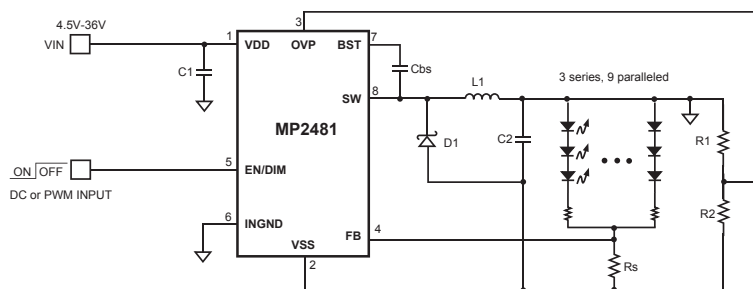 4.5V-36V
VIN
1
VDD
3
OVP
7
BST
C1
Cbs
SW
8
L1
3 series, 9 paralleled
MP2481
D1
C2
R1
ON OFF
5
EN/DIM
DC or PWM INPUT
R2
6
INGND
FB
4
VSS
2
Rs